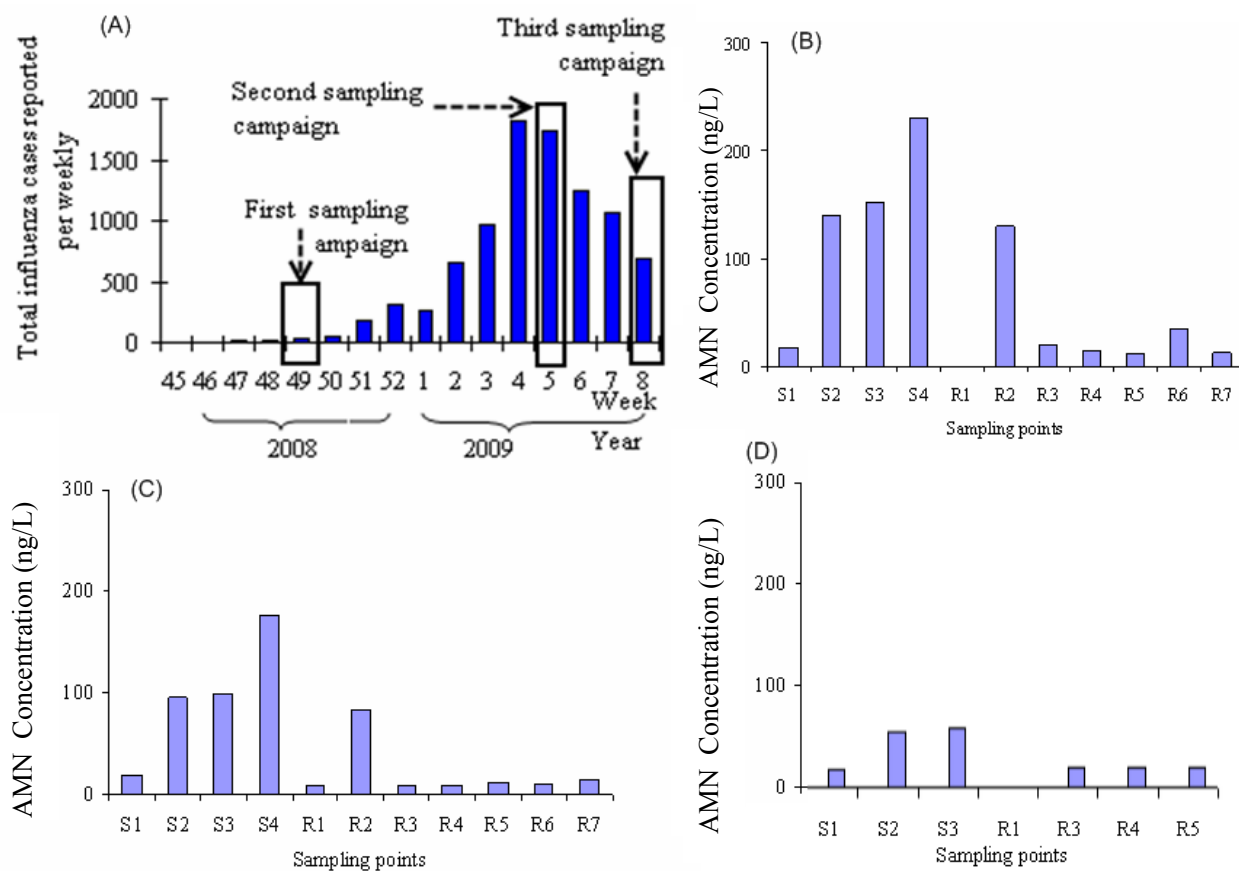 (A)
Total influenza cases reported
per weekly
2000
1500
1000
500
0
First sampling
ampaign
Second sampling
campaign
Third sampling
campaign
45 46 47 48 49 50 51 52 1 2 3 4 5 6 7 8
Week
2008 2009 Year
(B)
AMN Concentration (ng/L)
300
200
100
0
S1 S2 S3 S4 R1 R2 R3 R4 R5 R6 R7
Sampling points
(C)
AMN Concentration (ng/L)
300
200
100
0
S1 S2 S3 S4 R1 R2 R3 R4 R5 R6 R7
Sampling points
(D)
AMN Concentration (ng/L)
300
200
100
0
S1 S2 S3 R1 R3 R4 R5
Sampling points